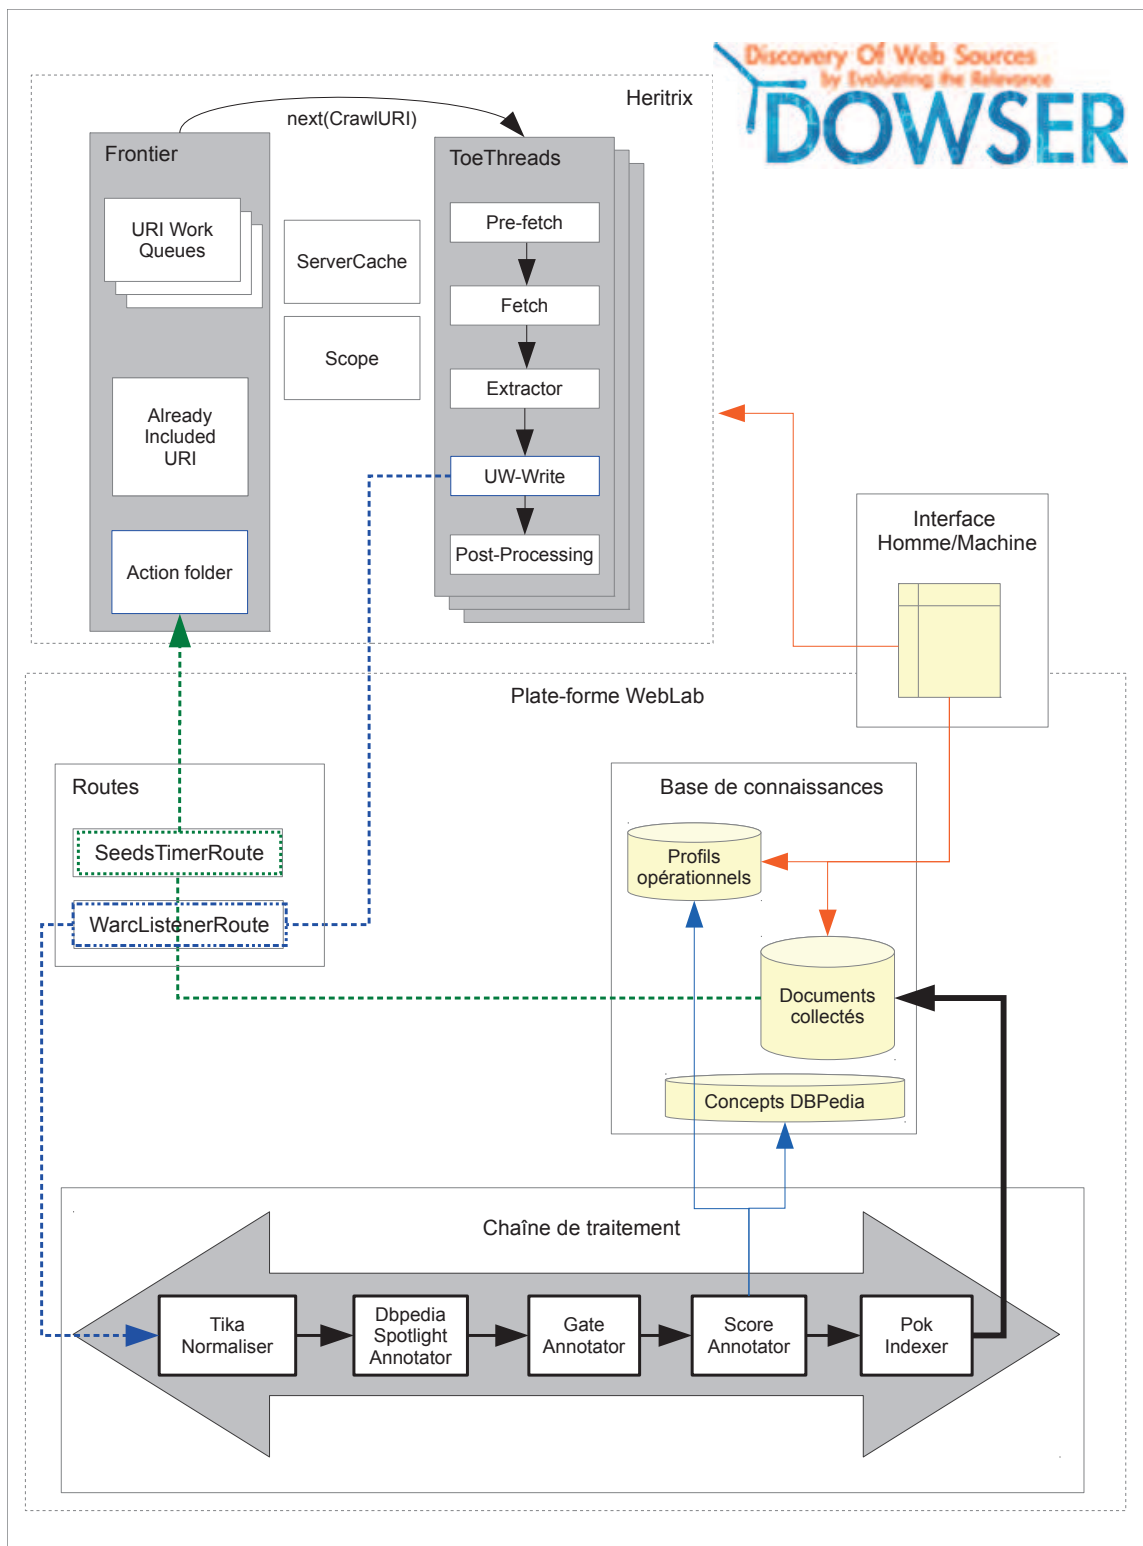 Discovery Of Web Sources
by Evaluating the Relevance
DOWSER
Heritrix
next(CrawlURI)
Frontier
URI Work
Queues
Already
Included
URI
Action folder
ServerCache
Scope
ToeThreads
Pre-fetch
Fetch
Extractor
UW-Write
Post-Processing
Interface
Homme/Machine
Plate-forme WebLab
Routes
SeedsTimerRoute
WarcListenerRoute
Base de connaissances
Profils
opérationnels
Documents
collectés
Concepts DBPedia
Chaîne de traitement
Tika
Normaliser
Dbpedia
Spotlight
Annotator
Gate
Annotator
Score
Annotator
Pok
Indexer